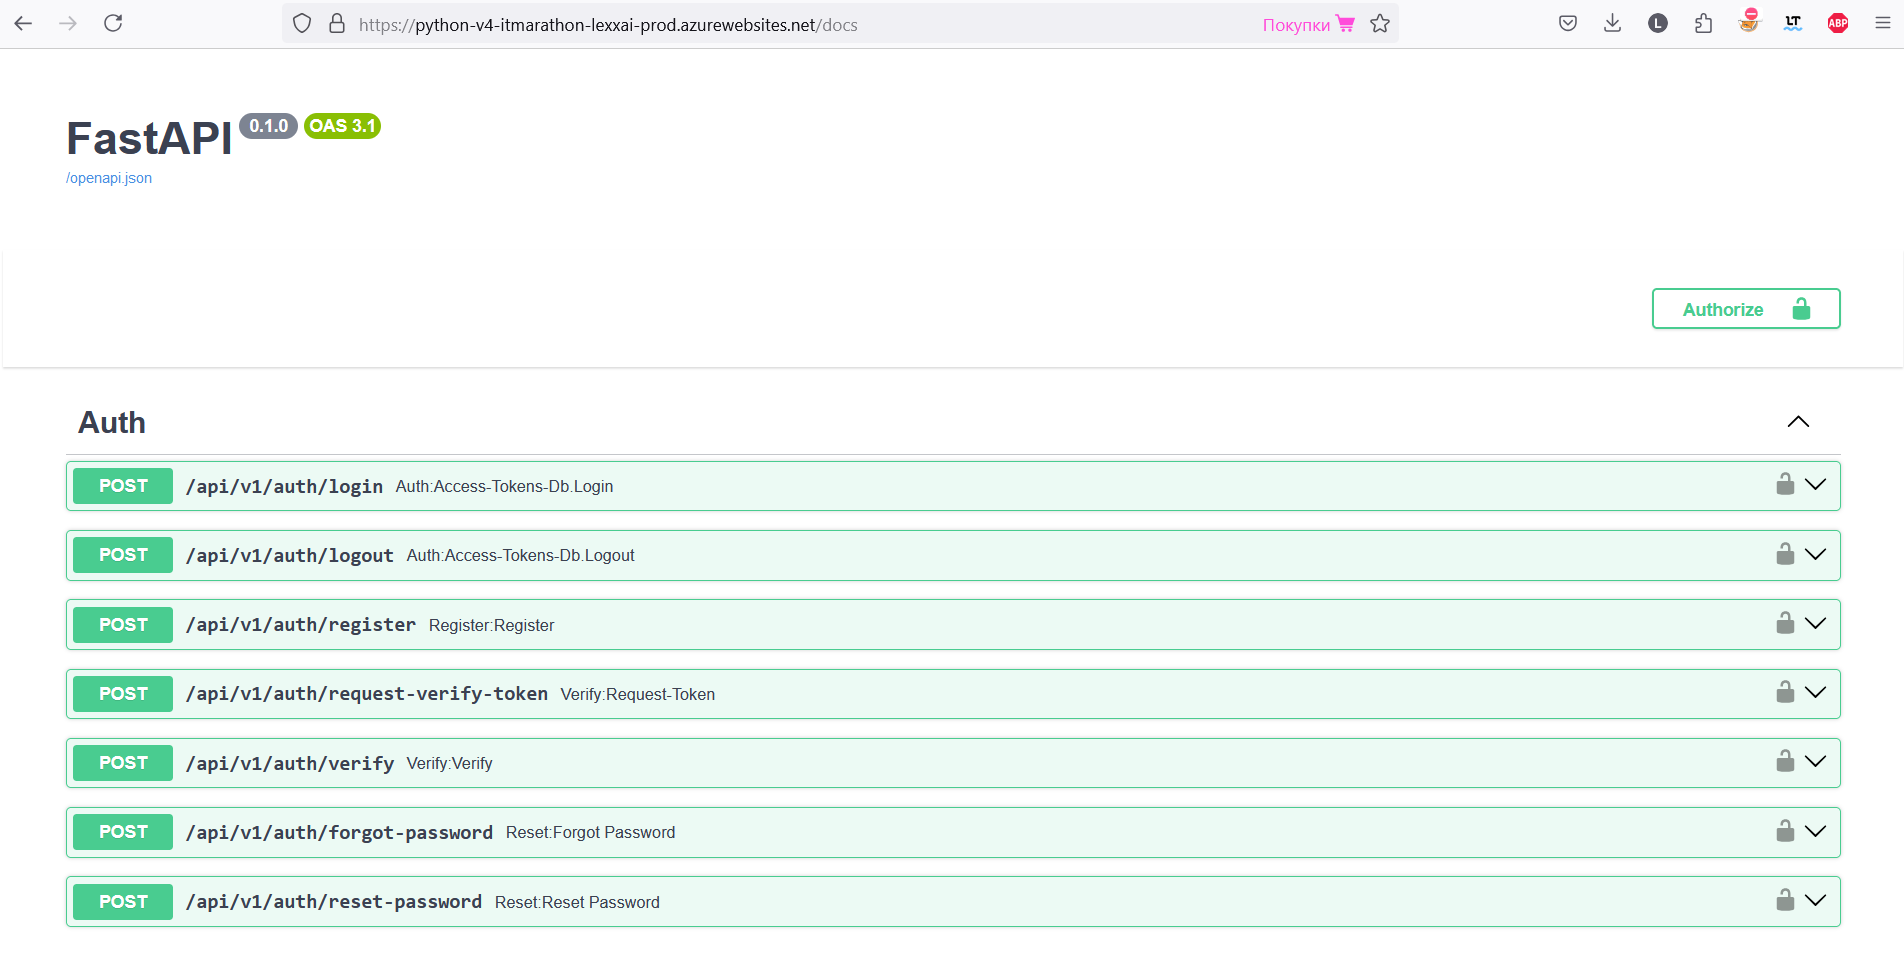 https://python-v4-itmarathon-lexxai-prod.azurewebsites.net/docs Покупки
L
LT
ABP
FastAPI 0.1.0 OAS 3.1
/openapi.json
Authorize
Auth
POST /api/v1/auth/login Auth:Access-Tokens-Db.Login
POST /api/v1/auth/logout Auth:Access-Tokens-Db.Logout
POST /api/v1/auth/register Register:Register
POST /api/v1/auth/request-verify-token Verify:Request-Token
POST /api/v1/auth/verify Verify:Verify
POST /api/v1/auth/forgot-password Reset:Forgot Password
POST /api/v1/auth/reset-password Reset:Reset Password